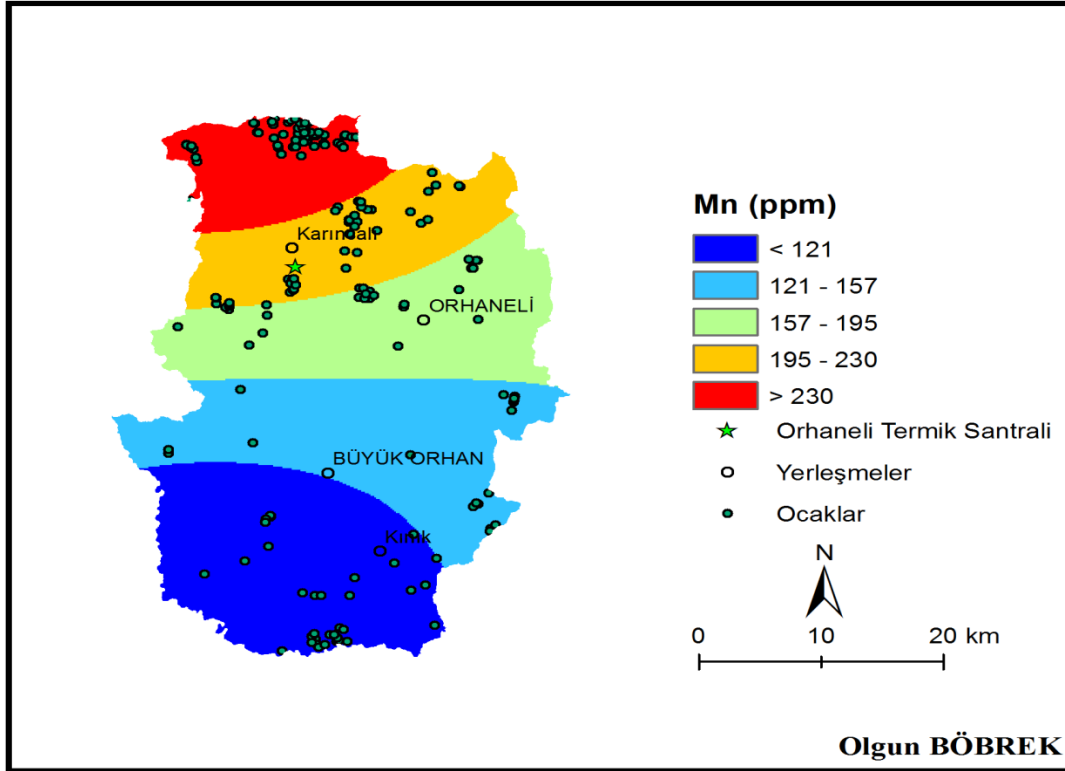 Karıncalı
ORHANELİ
BÜYÜK ORHAN
Kınık
Mn (ppm)
< 121
121 - 157
157 - 195
195 - 230
> 230
Orhaneli Termik Santrali
Yerleşmeler
Ocaklar
N
0 10 20 km
Olgun BÖBREK